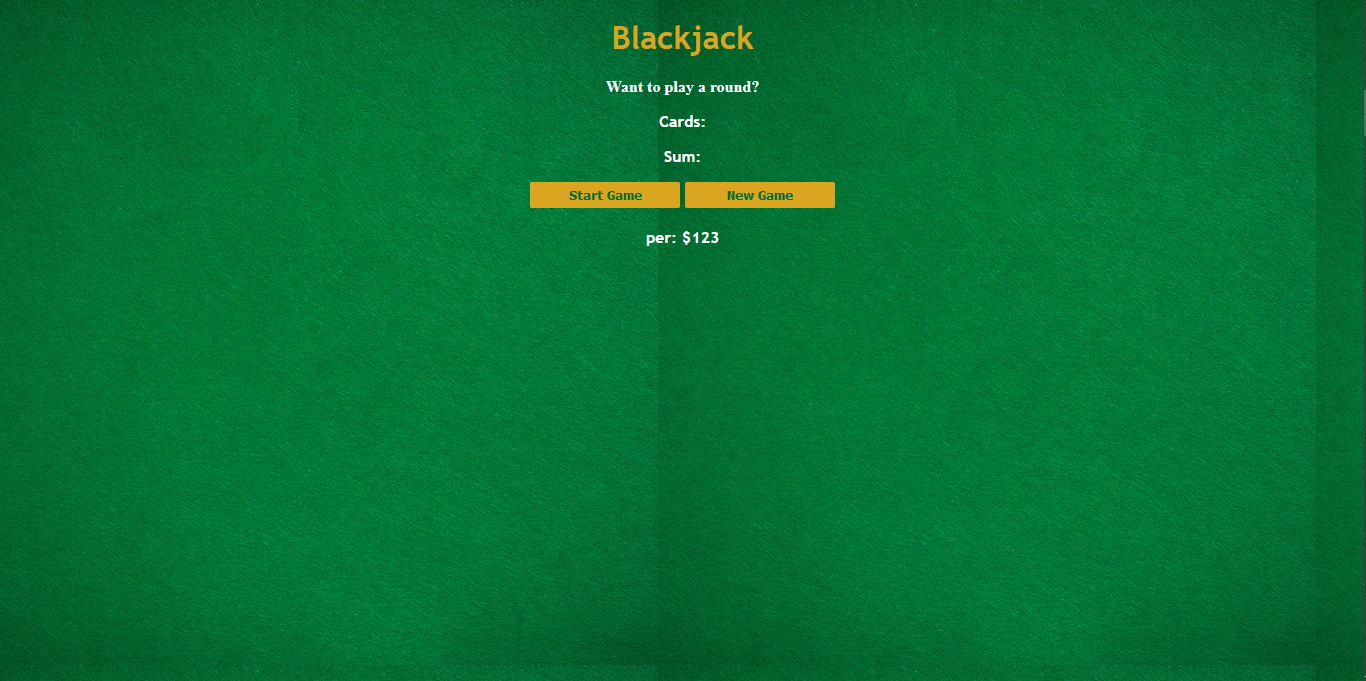 Blackjack
Want to play a round?
Cards:
Sum:
Start Game New Game
per: $123